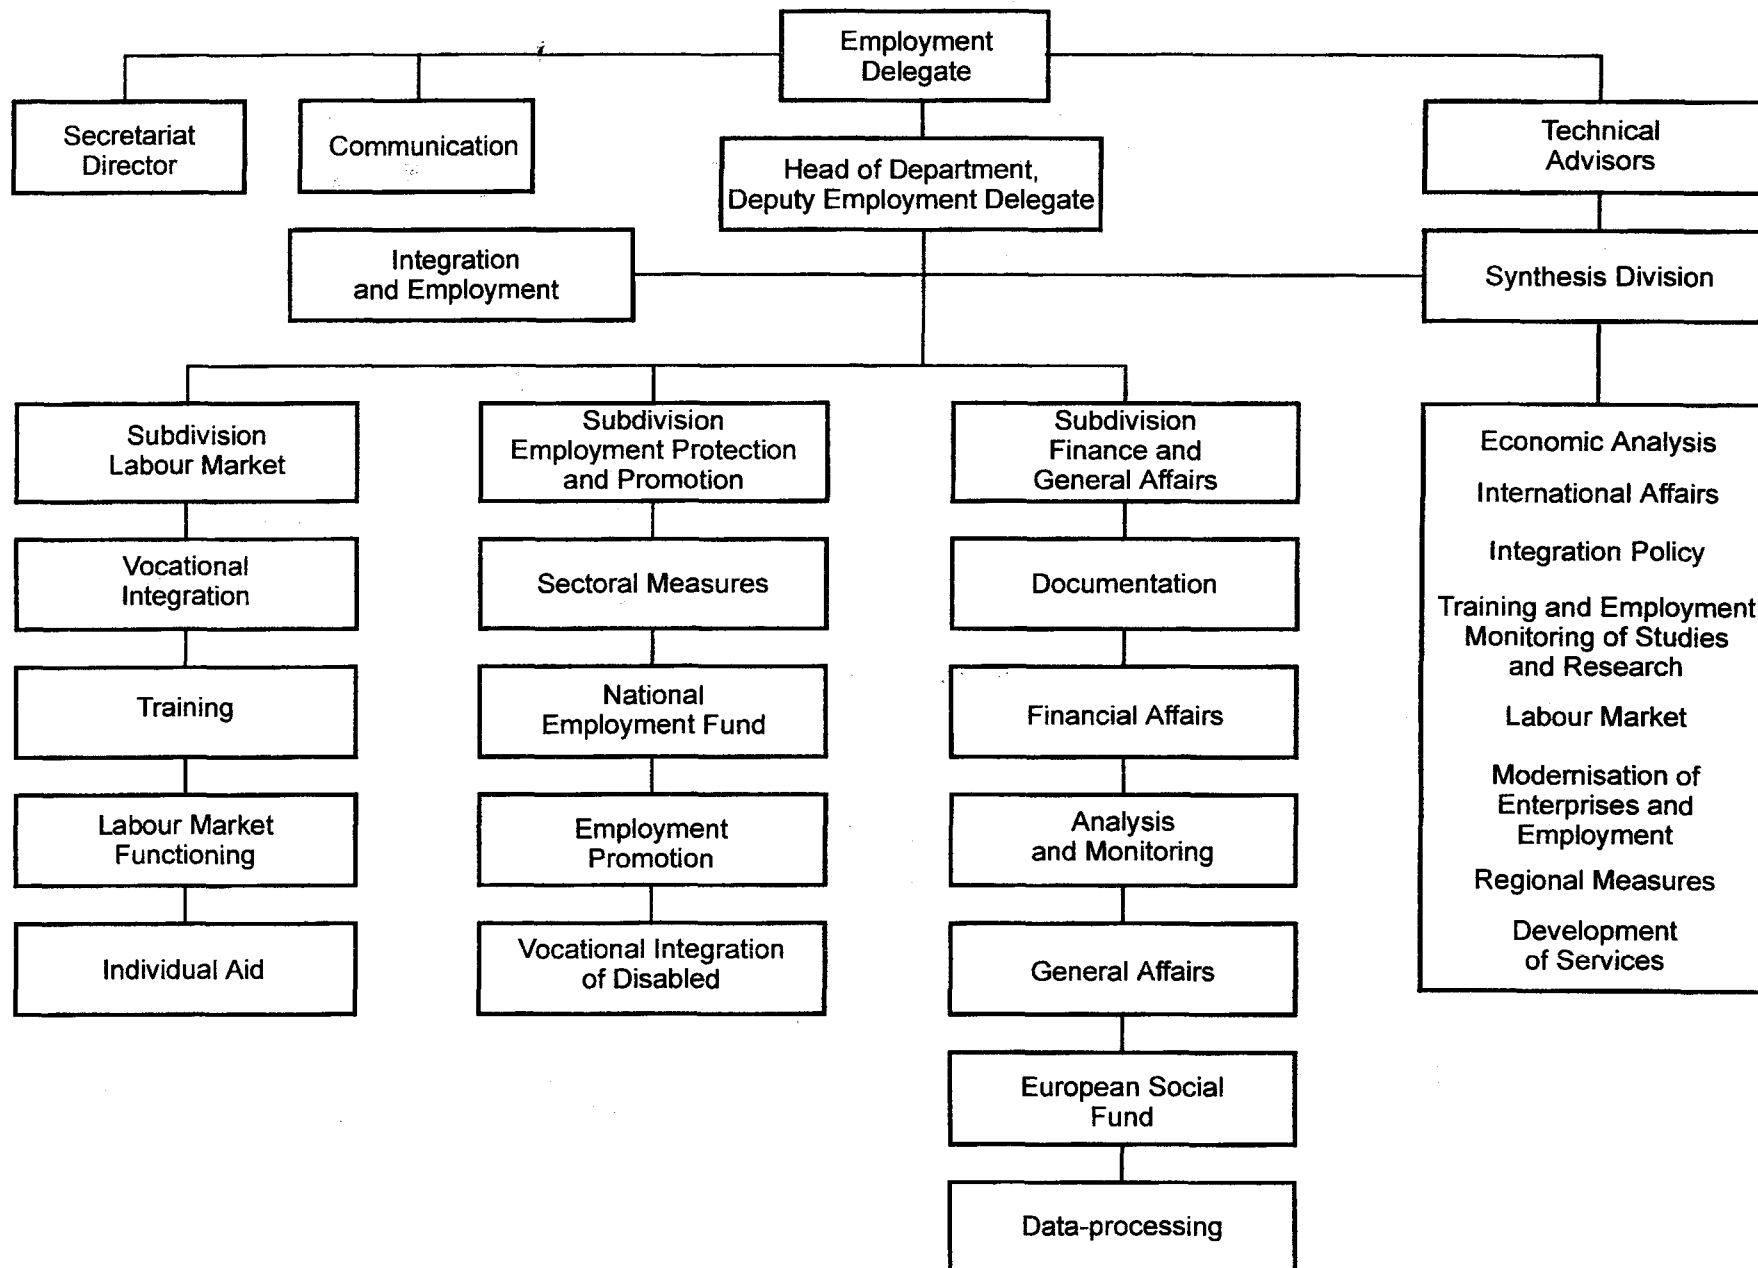 Employment
Delegate
Secretariat
Director
Communication
Technical
Advisors
Head of Department,
Deputy Employment Delegate
Integration
and Employment
Synthesis Division
Subdivision
Labour Market
Subdivision
Employment Protection
and Promotion
Subdivision
Finance and
General Affairs
Vocational
Integration
Sectoral Measures
Documentation
Training
National
Employment Fund
Financial Affairs
Labour Market
Functioning
Employment
Promotion
Analysis
and Monitoring
Individual Aid
Vocational Integration
of Disabled
General Affairs
European Social
Fund
Data-processing
Economic Analysis
International Affairs
Integration Policy
Training and Employment
Monitoring of Studies
and Research
Labour Market
Modernisation of
Enterprises and
Employment
Regional Measures
Development
of Services